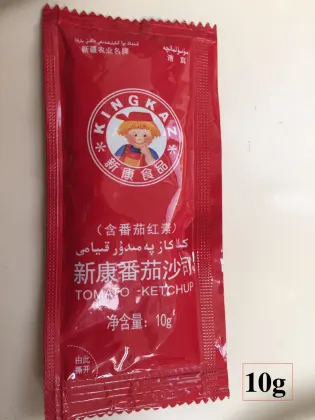 新疆农业名牌
清真
KINGKAZ
新康食品
(含番茄红素)
新康番茄沙司
TOMATO-KETCHUP
净含量: 10g
由此
撕开
10g